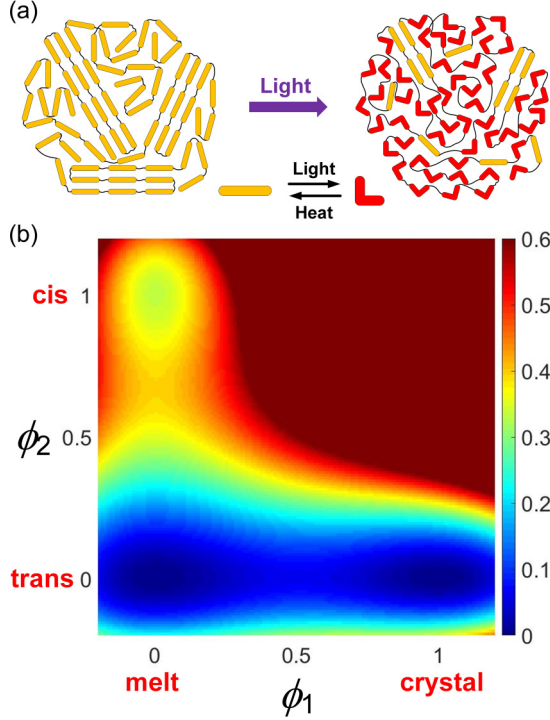 (a)
Light
Light
Heat
(b)
cis
1
ϕ2
0.5
trans
0
0
0.5
1
melt
ϕ1
crystal
0.6
0.5
0.4
0.3
0.2
0.1
0